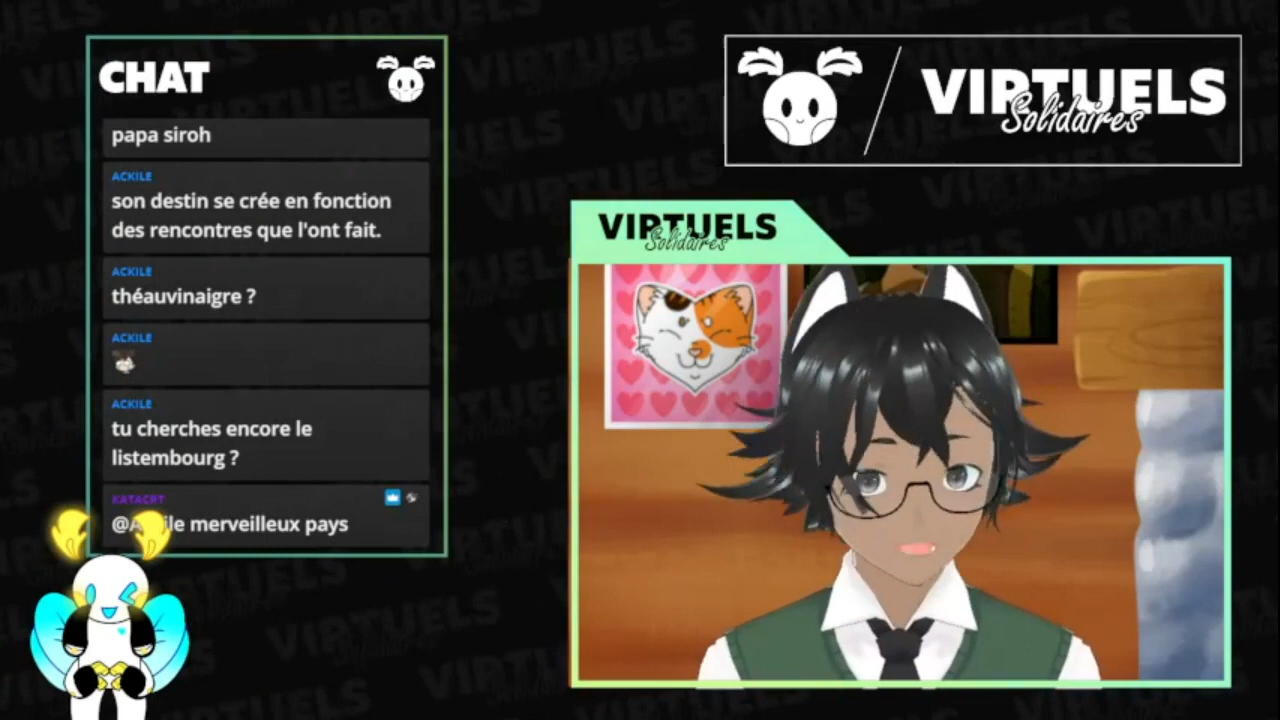 CHAT
papa siroh
ACKILE
son destin se crée en fonction
des rencontres que l'ont fait.
ACKILE
théauvinaigre ?
ACKILE
ACKILE
tu cherches encore le
listembourg ?
KATACRT
merveilleux pays
VIRTUELS
Solidaires
VIRTUELS
Solidaires